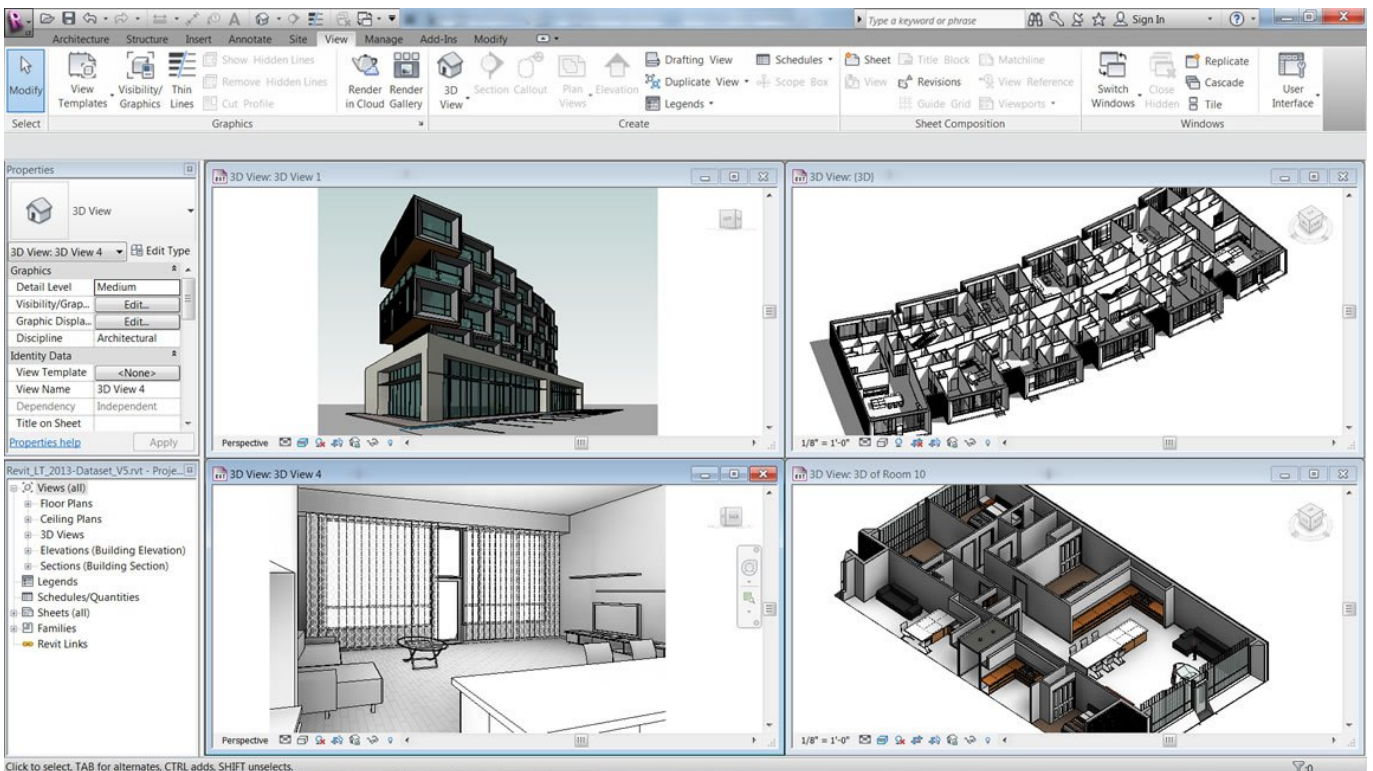 Type a keyword or phrase
Sign In
Architecture Structure Insert Annotate Site View Manage Add-Ins Modify
Modify
View Templates
Visibility/ Graphics
Thin Lines
Show Hidden Lines
Remove Hidden Lines
Cut Profile
Render in Cloud
Render Gallery
3D View
Section
Callout
Plan Views
Elevation
Drafting View
Duplicate View
Legends
Schedules
Scope Box
Sheet
View
Title Block
Revisions
Guide Grid
Matchline
View Reference
Viewports
Switch Windows
Close Hidden
Replicate
Cascade
Tile
User Interface
Select Graphics Create Sheet Composition Windows
Properties
3D View
3D View: 3D View 4 Edit Type
Graphics
Detail Level Medium
Visibility/Grap... Edit...
Graphic Displa... Edit...
Discipline Architectural
Identity Data
View Template <None>
View Name 3D View 4
Dependency Independent
Title on Sheet
Properties help Apply
Revit_LT_2013-Dataset_V5.rvt - Proje...
Views (all)
Floor Plans
Ceiling Plans
3D Views
Elevations (Building Elevation)
Sections (Building Section)
Legends
Schedules/Quantities
Sheets (all)
Families
Revit Links
3D View: 3D View 1
Perspective
3D View: {3D}
1/8" = 1'-0"
3D View: 3D View 4
Perspective
3D View: 3D of Room 10
1/8" = 1'-0"
Click to select, TAB for alternates, CTRL adds, SHIFT unselects.
:0